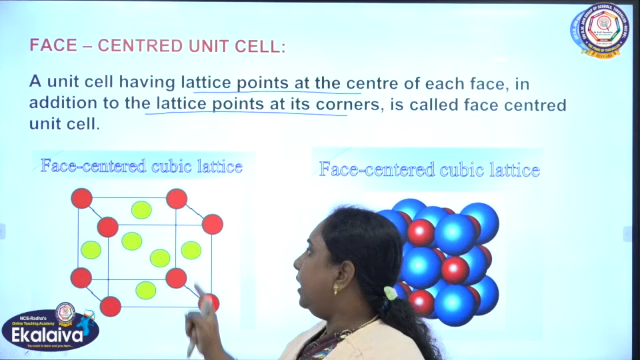 FACE – CENTRED UNIT CELL:
A unit cell having lattice points at the centre of each face, in
addition to the lattice points at its corners, is called face centred
unit cell.
Face-centered cubic lattice
Face-centered cubic lattice
NCS-Radha's
Online Teaching Academy
Ekalaiva